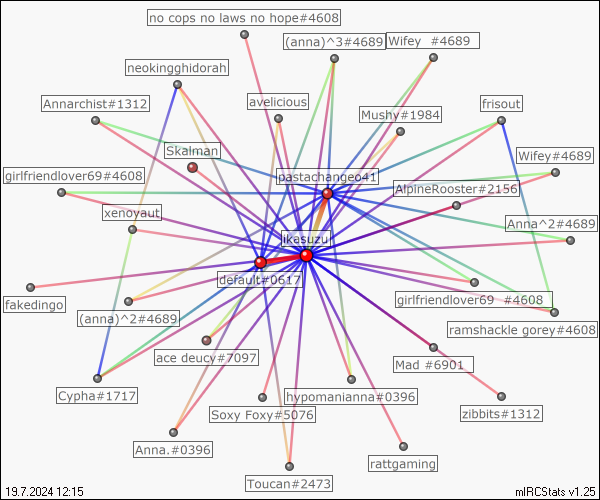 no cops no laws no hope#4608
(anna)^3#4689
Wifey #4689
neokingghidorah
Annarchist#1312
avelicious
frisout
Mushy#1984
Skalman
Wifey#4689
girlfriendlover69#4608
pastachangeo41
AlpineRooster#2156
xenoyaut
Anna^2#4689
ikasuzu
default#0617
fakedingo
girlfriendlover69 #4608
(anna)^2#4689
ramshackle gorey#4608
ace deucy#7097
Mad #6901
Cypha#1717
hypomanianna#0396
Soxy Foxy#5076
zibbits#1312
Anna.#0396
rattgaming
Toucan#2473
19.7.2024 12:15
mIRCStats v1.25